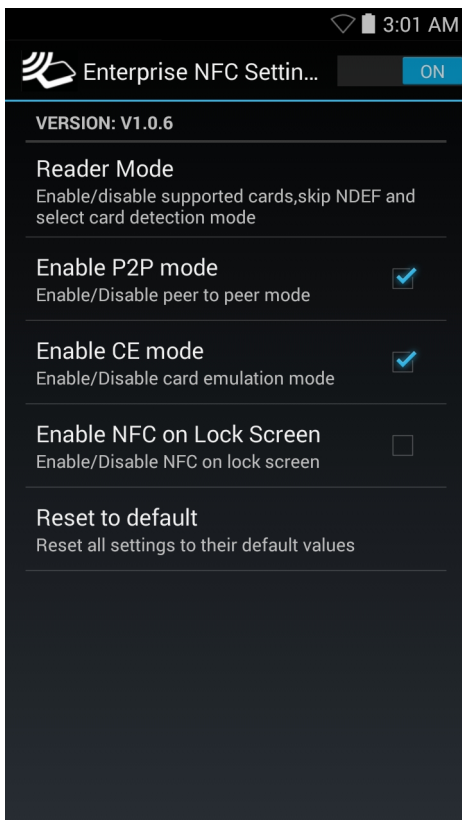 3:01 AM
Enterprise NFC Settin...
ON
VERSION: V1.0.6
Reader Mode
Enable/disable supported cards,skip NDEF and
select card detection mode
Enable P2P mode
Enable/Disable peer to peer mode
Enable CE mode
Enable/Disable card emulation mode
Enable NFC on Lock Screen
Enable/Disable NFC on lock screen
Reset to default
Reset all settings to their default values